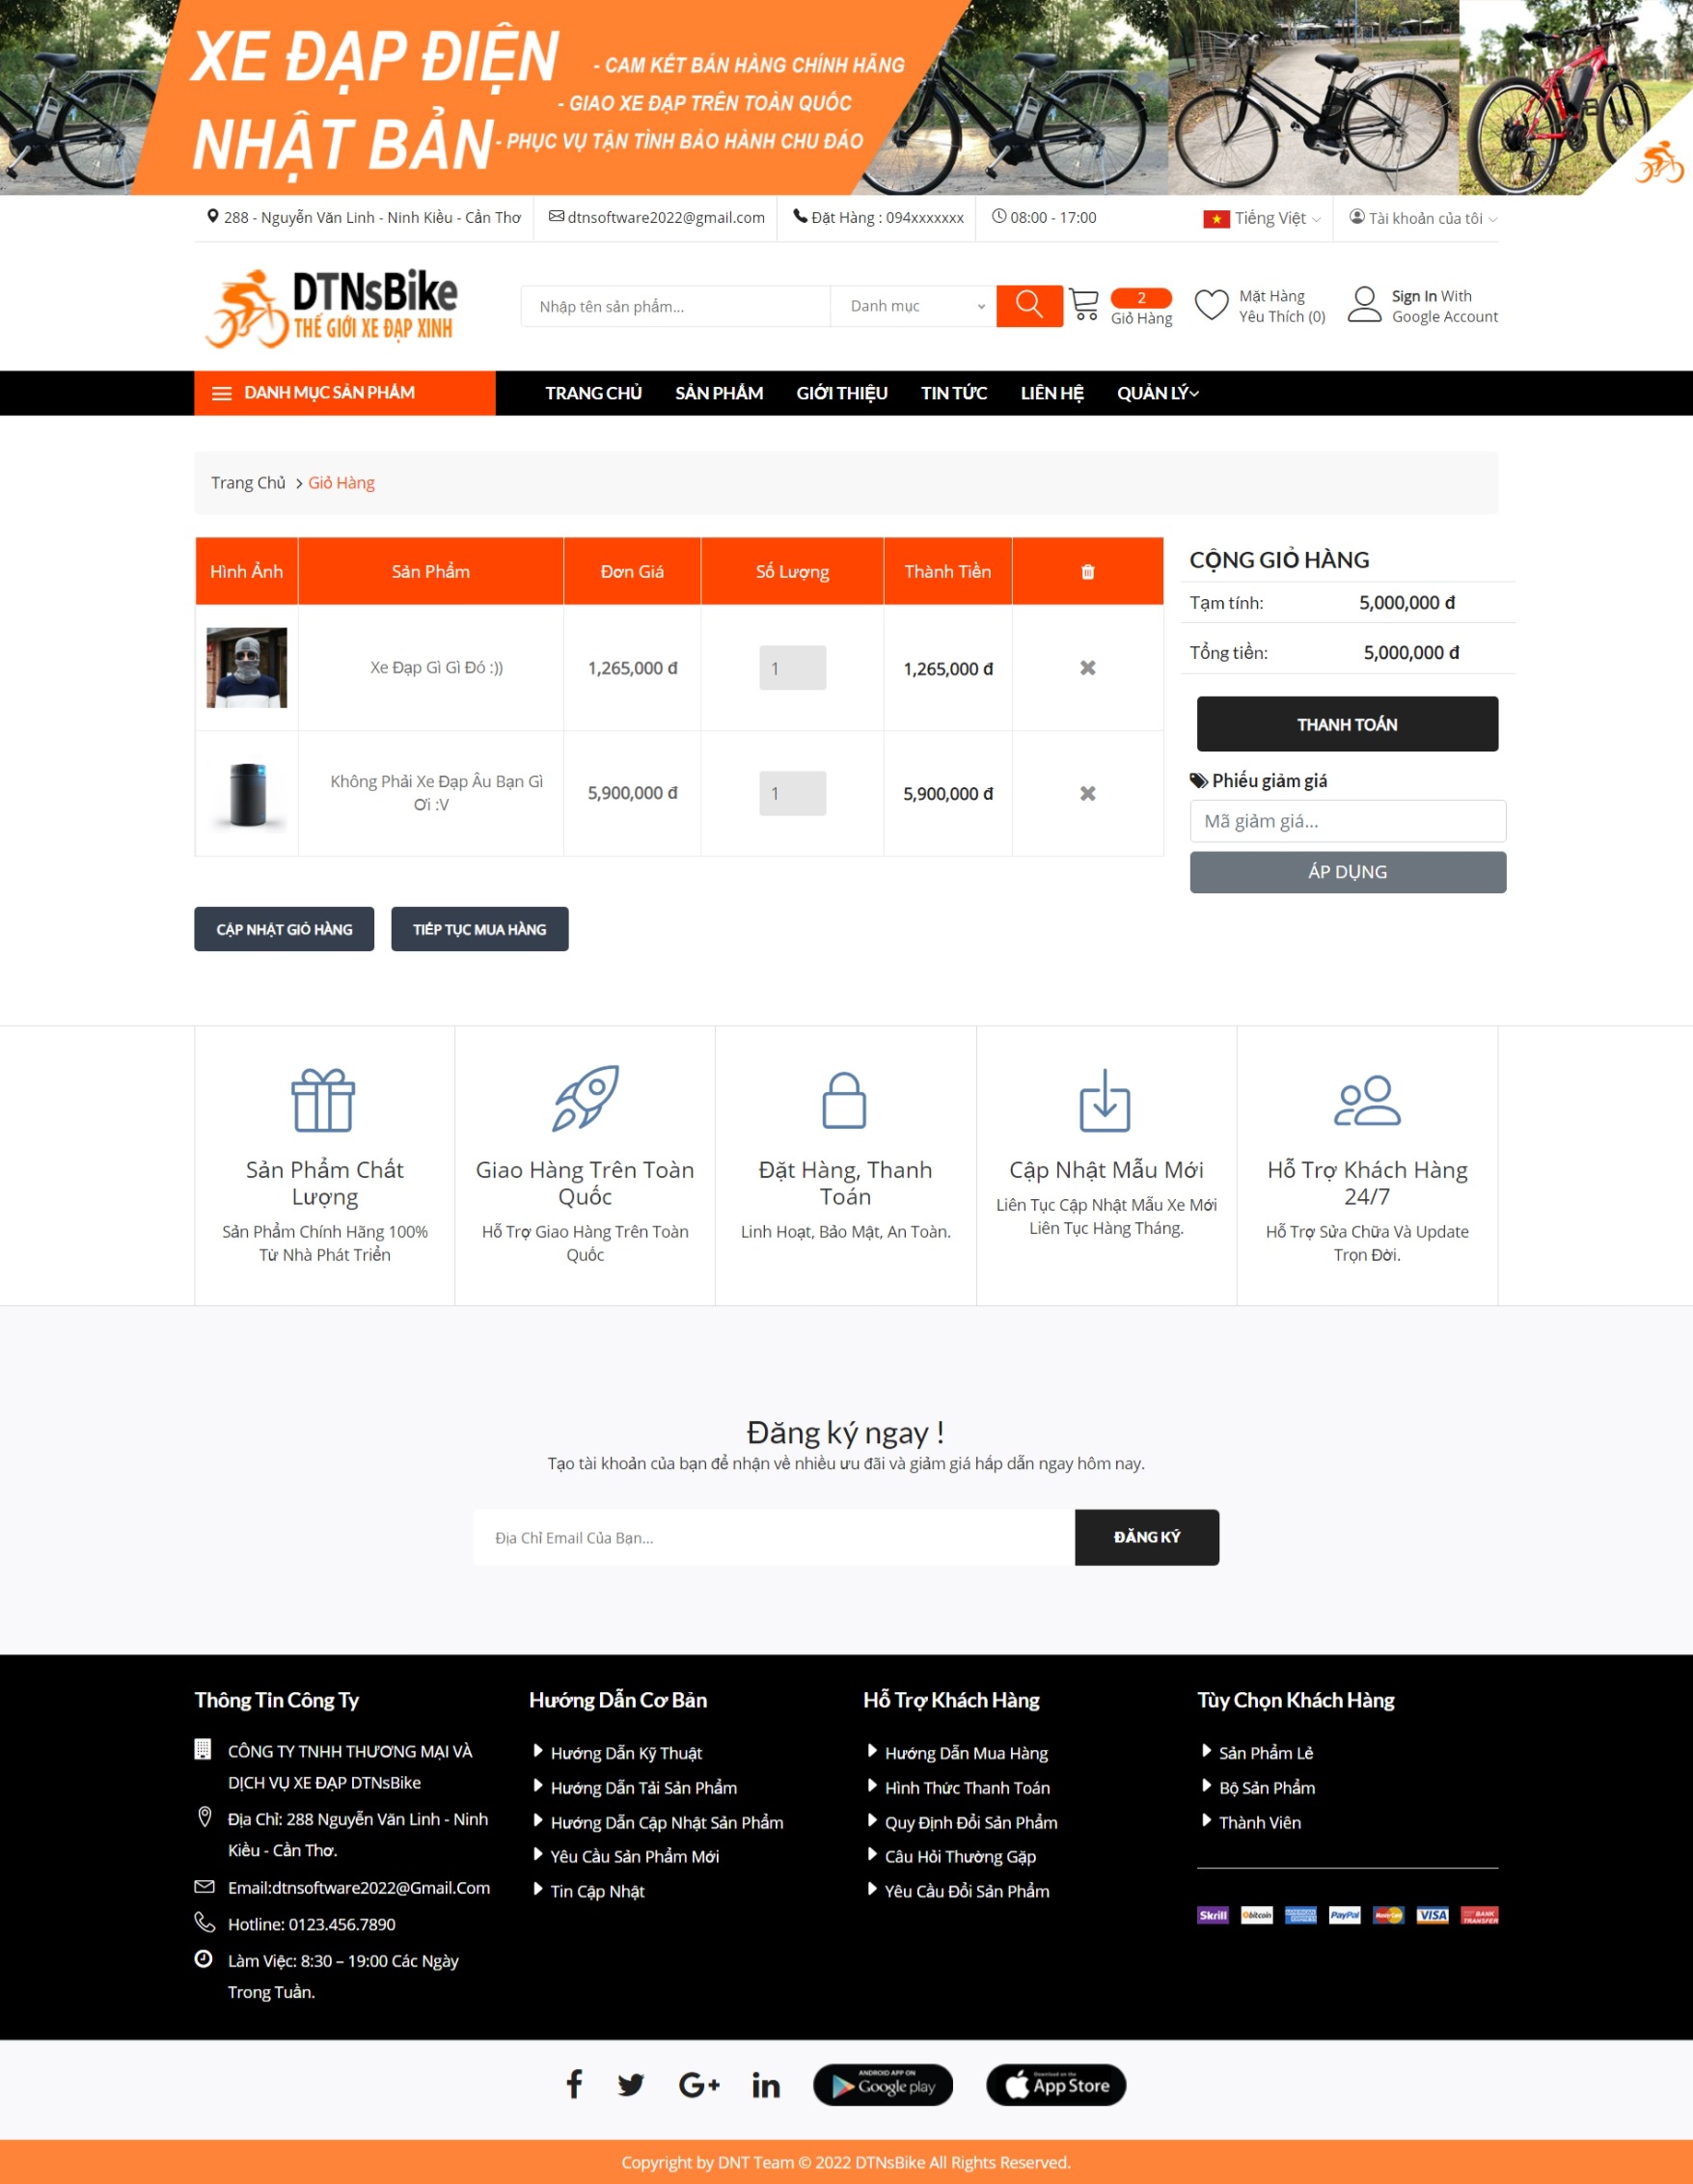 XE ĐẠP ĐIỆN
NHẬT BẢN
- CAM KẾT BÁN HÀNG CHÍNH HÃNG
- GIAO XE ĐẠP TRÊN TOÀN QUỐC
- PHỤC VỤ TẬN TÌNH BẢO HÀNH CHU ĐÁO
288 - Nguyễn Văn Linh - Ninh Kiều - Cần Thơ
dtnsoftware2022@gmail.com
Đặt Hàng : 094xxxxxxx
08:00 - 17:00
Tiếng Việt
Tài khoản của tôi
DTNsBike
THẾ GIỚI XE ĐẠP XINH
Nhập tên sản phẩm...
Danh mục
2
Giỏ Hàng
Mặt Hàng
Yêu Thích (0)
Sign In With
Google Account
DANH MỤC SẢN PHẨM
TRANG CHỦ
SẢN PHẨM
GIỚI THIỆU
TIN TỨC
LIÊN HỆ
QUẢN LÝ
Trang Chủ > Giỏ Hàng
Hình Ảnh
Sản Phẩm
Đơn Giá
Số Lượng
Thành Tiền
Xe Đạp Gì Gì Đó :))
1,265,000 đ
1
1,265,000 đ
Không Phải Xe Đạp Âu Bạn Gì
Ơi :V
5,900,000 đ
1
5,900,000 đ
CẬP NHẬT GIỎ HÀNG
TIẾP TỤC MUA HÀNG
CỘNG GIỎ HÀNG
Tạm tính: 5,000,000 đ
Tổng tiền: 5,000,000 đ
THANH TOÁN
Phiếu giảm giá
Mã giảm giá...
ÁP DỤNG
Sản Phẩm Chất
Lượng
Sản Phẩm Chính Hãng 100%
Từ Nhà Phát Triển
Giao Hàng Trên Toàn
Quốc
Hỗ Trợ Giao Hàng Trên Toàn
Quốc
Đặt Hàng, Thanh
Toán
Linh Hoạt, Bảo Mật, An Toàn.
Cập Nhật Mẫu Mới
Liên Tục Cập Nhật Mẫu Xe Mới
Liên Tục Hàng Tháng.
Hỗ Trợ Khách Hàng
24/7
Hỗ Trợ Sửa Chữa Và Update
Trọn Đời.
Đăng ký ngay !
Tạo tài khoản của bạn để nhận về nhiều ưu đãi và giảm giá hấp dẫn ngay hôm nay.
Địa Chỉ Email Của Bạn...
ĐĂNG KÝ
Thông Tin Công Ty
CÔNG TY TNHH THƯƠNG MẠI VÀ
DỊCH VỤ XE ĐẠP DTNsBike
Địa Chỉ: 288 Nguyễn Văn Linh - Ninh
Kiều - Cần Thơ.
Email:dtnsoftware2022@Gmail.Com
Hotline: 0123.456.7890
Làm Việc: 8:30 – 19:00 Các Ngày
Trong Tuần.
Hướng Dẫn Cơ Bản
Hướng Dẫn Kỹ Thuật
Hướng Dẫn Tải Sản Phẩm
Hướng Dẫn Cập Nhật Sản Phẩm
Yêu Cầu Sản Phẩm Mới
Tin Cập Nhật
Hỗ Trợ Khách Hàng
Hướng Dẫn Mua Hàng
Hình Thức Thanh Toán
Quy Định Đổi Sản Phẩm
Câu Hỏi Thường Gặp
Yêu Cầu Đổi Sản Phẩm
Tùy Chọn Khách Hàng
Sản Phẩm Lẻ
Bộ Sản Phẩm
Thành Viên
Skrill
bitcoin
AMERICAN EXPRESS
PayPal
MasterCard
VISA
BANK TRANSFER
ANDROID APP ON
Google play
Download on the
App Store
Copyright by DNT Team © 2022 DTNsBike All Rights Reserved.